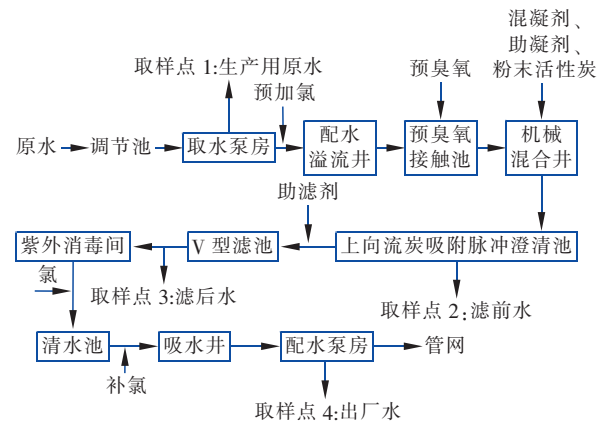 混凝剂、
助凝剂、
粉末活性炭
取样点 1:生产用原水
预臭氧
预加氯
原水
调节池
取水泵房
配水
溢流井
预臭氧
接触池
机械
混合井
助滤剂
紫外消毒间
V 型滤池
上向流炭吸附脉冲澄清池
氯
取样点 3:滤后水
取样点 2:滤前水
清水池
吸水井
配水泵房
管网
补氯
取样点 4:出厂水